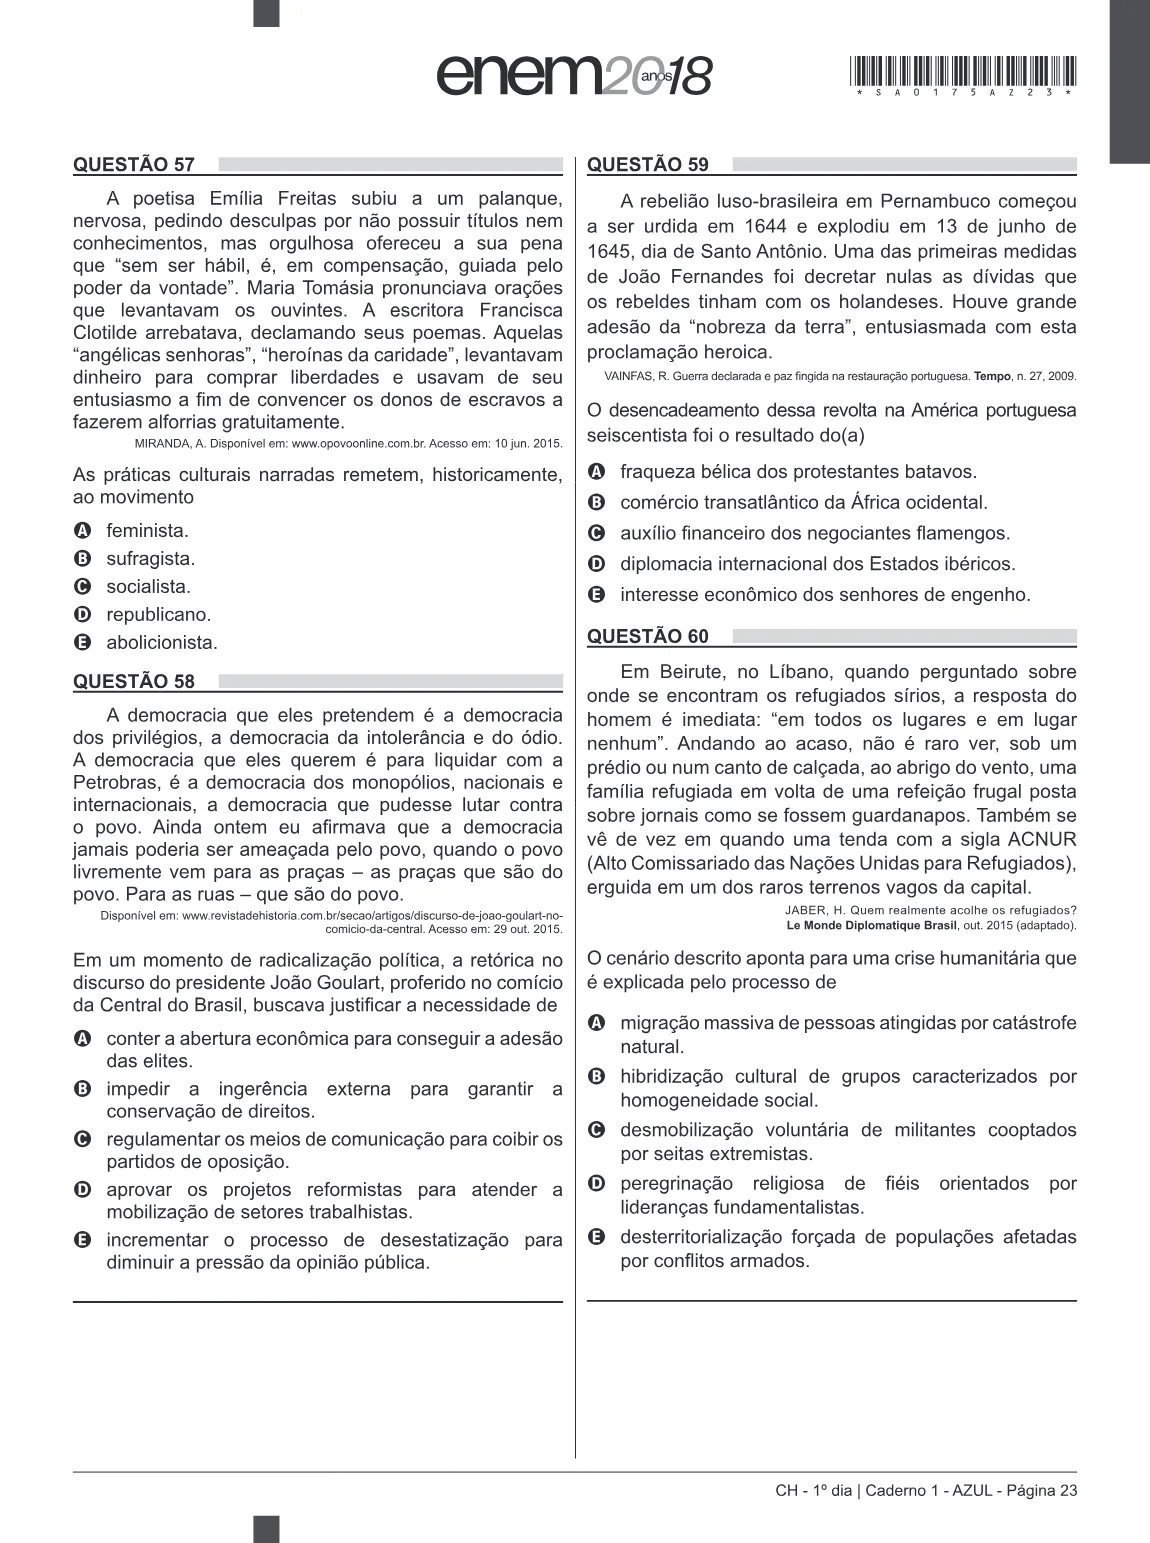 enem20anos18
*SA0175AZ23*
QUESTÃO 57
A poetisa Emília Freitas subiu a um palanque,
nervosa, pedindo desculpas por não possuir títulos nem
conhecimentos, mas orgulhosa ofereceu a sua pena
que “sem ser hábil, é, em compensação, guiada pelo
poder da vontade”. Maria Tomásia pronunciava orações
que levantavam os ouvintes. A escritora Francisca
Clotilde arrebatava, declamando seus poemas. Aquelas
“angélicas senhoras”, “heroínas da caridade”, levantavam
dinheiro para comprar liberdades e usavam de seu
entusiasmo a fim de convencer os donos de escravos a
fazerem alforrias gratuitamente.
MIRANDA, A. Disponível em: www.opovoonline.com.br. Acesso em: 10 jun. 2015.
As práticas culturais narradas remetem, historicamente,
ao movimento
A feminista.
B sufragista.
C socialista.
D republicano.
E abolicionista.
QUESTÃO 58
A democracia que eles pretendem é a democracia
dos privilégios, a democracia da intolerância e do ódio.
A democracia que eles querem é para liquidar com a
Petrobras, é a democracia dos monopólios, nacionais e
internacionais, a democracia que pudesse lutar contra
o povo. Ainda ontem eu afirmava que a democracia
jamais poderia ser ameaçada pelo povo, quando o povo
livremente vem para as praças – as praças que são do
povo. Para as ruas – que são do povo.
Disponível em: www.revistadehistoria.com.br/secao/artigos/discurso-de-joao-goulart-no-
comicio-da-central. Acesso em: 29 out. 2015.
Em um momento de radicalização política, a retórica no
discurso do presidente João Goulart, proferido no comício
da Central do Brasil, buscava justificar a necessidade de
A conter a abertura econômica para conseguir a adesão
das elites.
B impedir a ingerência externa para garantir a
conservação de direitos.
C regulamentar os meios de comunicação para coibir os
partidos de oposição.
D aprovar os projetos reformistas para atender a
mobilização de setores trabalhistas.
E incrementar o processo de desestatização para
diminuir a pressão da opinião pública.
QUESTÃO 59
A rebelião luso-brasileira em Pernambuco começou
a ser urdida em 1644 e explodiu em 13 de junho de
1645, dia de Santo Antônio. Uma das primeiras medidas
de João Fernandes foi decretar nulas as dívidas que
os rebeldes tinham com os holandeses. Houve grande
adesão da “nobreza da terra”, entusiasmada com esta
proclamação heroica.
VAINFAS, R. Guerra declarada e paz fingida na restauração portuguesa. Tempo, n. 27, 2009.
O desencadeamento dessa revolta na América portuguesa
seiscentista foi o resultado do(a)
A fraqueza bélica dos protestantes batavos.
B comércio transatlântico da África ocidental.
C auxílio financeiro dos negociantes flamengos.
D diplomacia internacional dos Estados ibéricos.
E interesse econômico dos senhores de engenho.
QUESTÃO 60
Em Beirute, no Líbano, quando perguntado sobre
onde se encontram os refugiados sírios, a resposta do
homem é imediata: “em todos os lugares e em lugar
nenhum”. Andando ao acaso, não é raro ver, sob um
prédio ou num canto de calçada, ao abrigo do vento, uma
família refugiada em volta de uma refeição frugal posta
sobre jornais como se fossem guardanapos. Também se
vê de vez em quando uma tenda com a sigla ACNUR
(Alto Comissariado das Nações Unidas para Refugiados),
erguida em um dos raros terrenos vagos da capital.
JABER, H. Quem realmente acolhe os refugiados?
Le Monde Diplomatique Brasil, out. 2015 (adaptado).
O cenário descrito aponta para uma crise humanitária que
é explicada pelo processo de
A migração massiva de pessoas atingidas por catástrofe
natural.
B hibridização cultural de grupos caracterizados por
homogeneidade social.
C desmobilização voluntária de militantes cooptados
por seitas extremistas.
D peregrinação religiosa de fiéis orientados por
lideranças fundamentalistas.
E desterritorialização forçada de populações afetadas
por conflitos armados.
CH - 1º dia | Caderno 1 - AZUL - Página 23